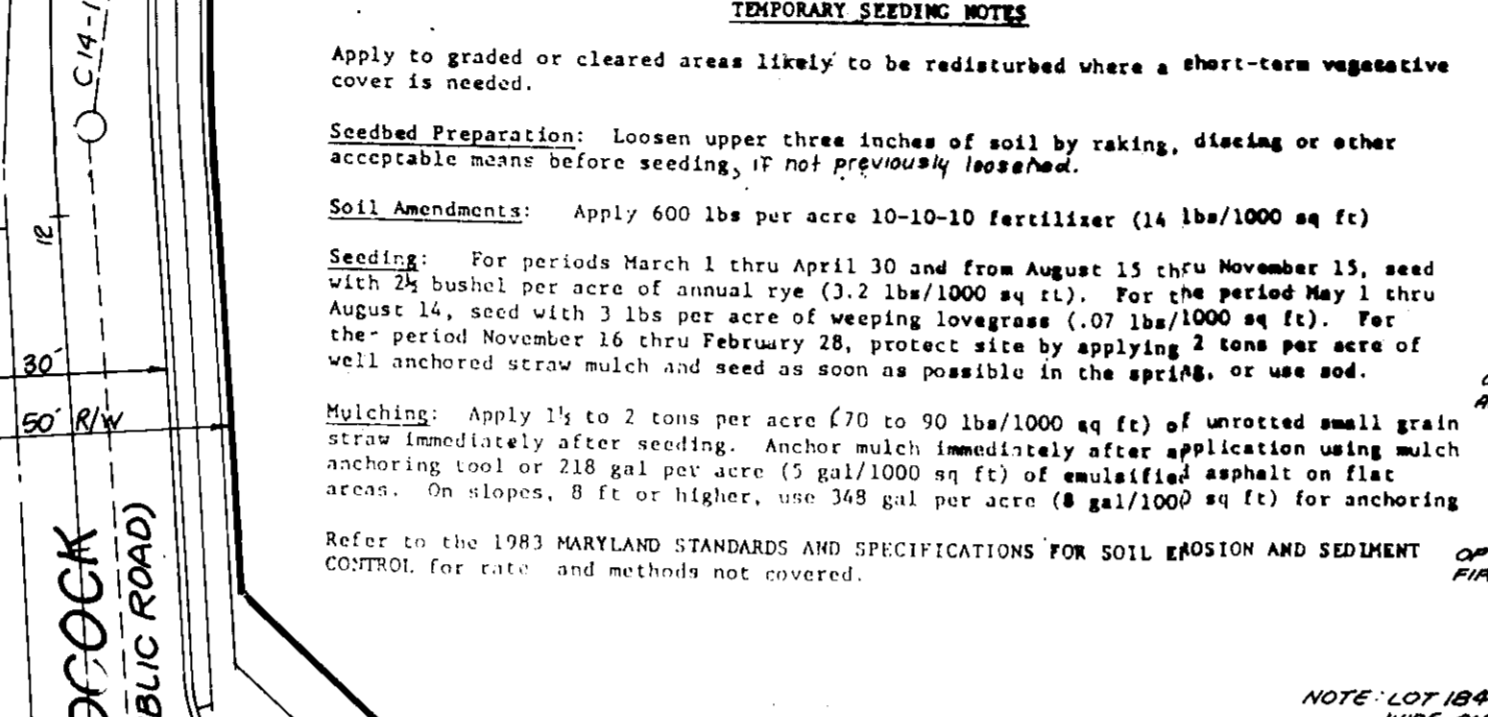 TEMPORARY SEEDING NOTES
Apply to graded or cleared areas likely to be redisturbed where a short-term vegetative
cover is needed.
Seedbed Preparation: Loosen upper three inches of soil by raking, discing or other
acceptable means before seeding, if not previously loosened.
Soil Amendments: Apply 600 lbs per acre 10-10-10 fertilizer (14 lbs/1000 sq ft)
Seeding: For periods March 1 thru April 30 and from August 15 thru November 15, seed
with 2½ bushel per acre of annual rye (3.2 lbs/1000 sq ft). For the period May 1 thru
August 14, seed with 3 lbs per acre of weeping lovegrass (.07 lbs/1000 sq ft). For
the period November 16 thru February 28, protect site by applying 2 tons per acre of
well anchored straw mulch and seed as soon as possible in the spring, or use sod.
Mulching: Apply 1½ to 2 tons per acre (70 to 90 lbs/1000 sq ft) of unrotted small grain
straw immediately after seeding. Anchor mulch immediately after application using mulch
anchoring tool or 218 gal per acre (5 gal/1000 sq ft) of emulsified asphalt on flat
areas. On slopes, 8 ft or higher, use 348 gal per acre (8 gal/1000 sq ft) for anchoring
Refer to the 1983 MARYLAND STANDARDS AND SPECIFICATIONS FOR SOIL EROSION AND SEDIMENT
CONTROL for rate and methods not covered.
C14-1
12
30'
50' R/W
OCOCK
BLIC ROAD)
OP
FIR
NOTE: LOT 184